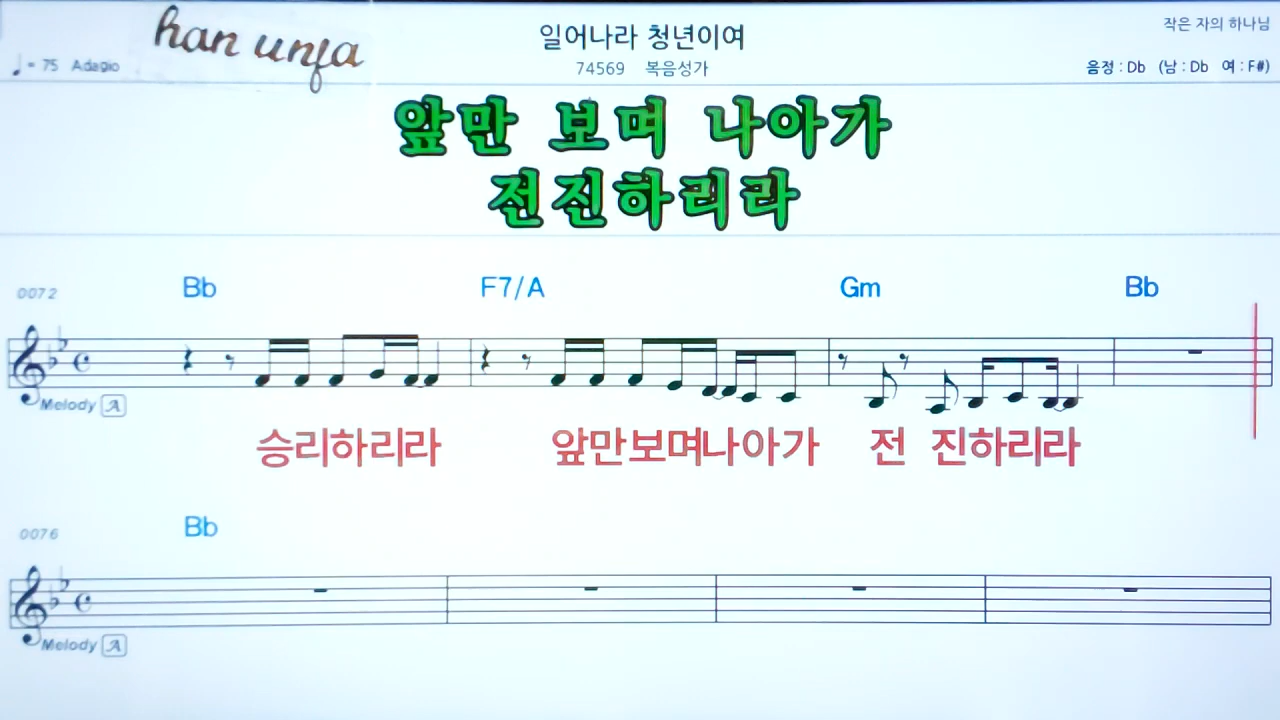 han unfa
일어나라 청년이여
작은 자의 하나님
♩= 75 Adagio
74569 복음성가
음정 : Db (남 : Db 여 : F#)
앞만 보며 나아가
전진하리라
0072 Bb F7/A Gm Bb
Melody A
승리하리라 앞만보며나아가 전 진하리라
0076 Bb
Melody A